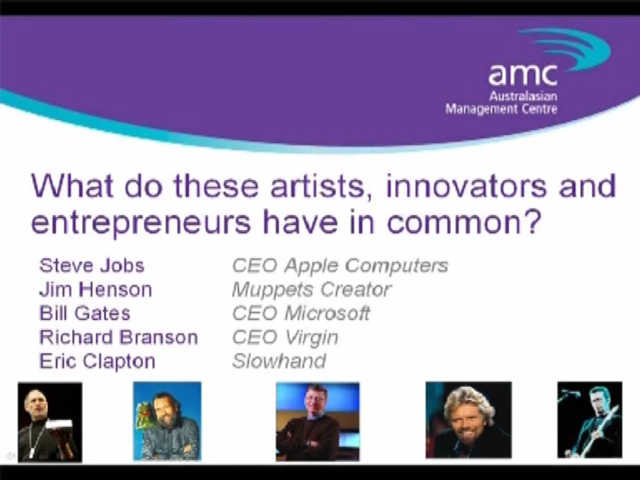 amc
Australasian
Management Centre
What do these artists, innovators and
entrepreneurs have in common?
Steve Jobs CEO Apple Computers
Jim Henson Muppets Creator
Bill Gates CEO Microsoft
Richard Branson CEO Virgin
Eric Clapton Slowhand